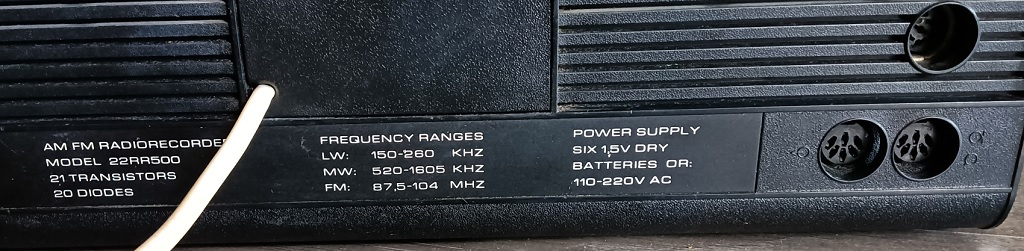 AM FM RADIORECORDER
MODEL 22RR500
21 TRANSISTORS
20 DIODES
FREQUENCY RANGES
LW: 150-260 KHZ
MW: 520-1605 KHZ
FM: 87,5-104 MHZ
POWER SUPPLY
SIX 1,5V DRY
BATTERIES OR:
110-220V AC